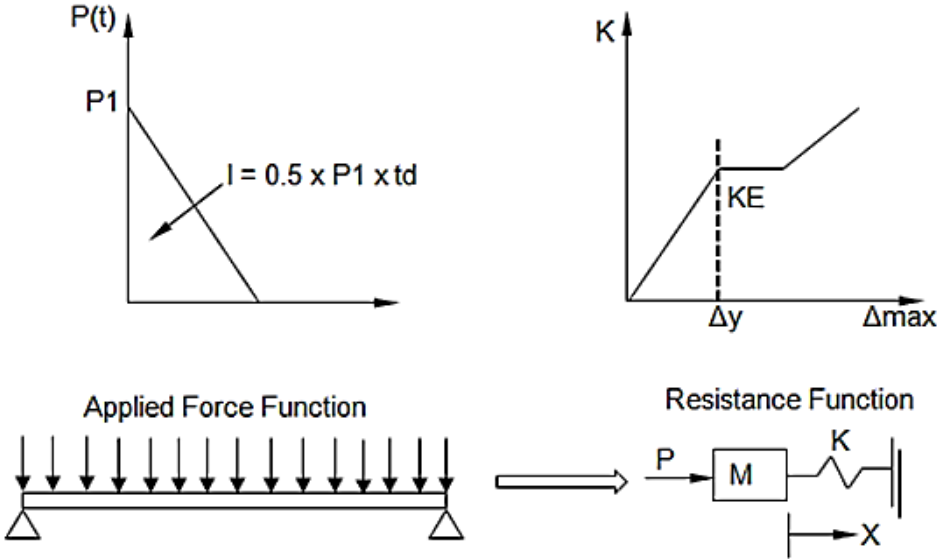 P(t)
P1
I = 0.5 x P1 x td
K
KE
Δy
Δmax
Applied Force Function
Resistance Function
P
M
K
X